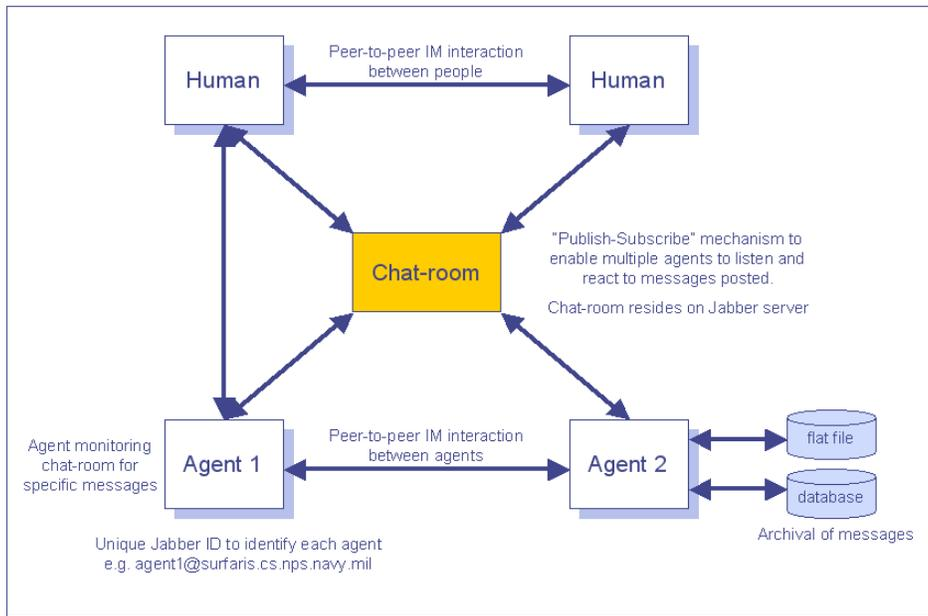 Peer-to-peer IM interaction
between people
Human
Human
Chat-room
"Publish-Subscribe" mechanism to
enable multiple agents to listen and
react to messages posted.
Chat-room resides on Jabber server
Agent monitoring
chat-room for
specific messages
Agent 1
Peer-to-peer IM interaction
between agents
Agent 2
flat file
database
Archival of messages
Unique Jabber ID to identify each agent
e.g. agent1@surfaris.cs.nps.navy.mil